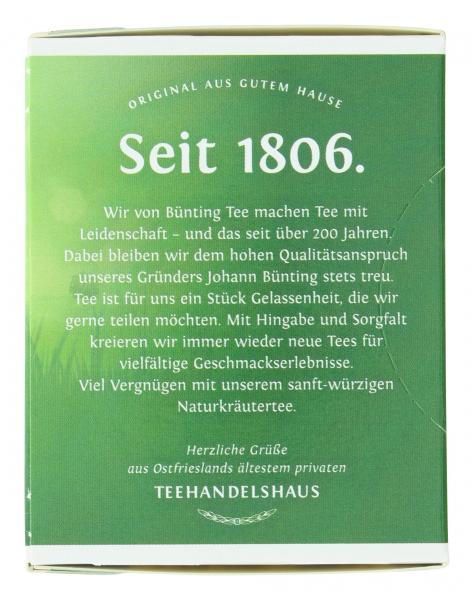 ORIGINAL AUS GUTEM HAUSE
Seit 1806.
Wir von Bünting Tee machen Tee mit
Leidenschaft – und das seit über 200 Jahren.
Dabei bleiben wir dem hohen Qualitätsanspruch
unseres Gründers Johann Bünting stets treu.
Tee ist für uns ein Stück Gelassenheit, die wir
gerne teilen möchten. Mit Hingabe und Sorgfalt
kreieren wir immer wieder neue Tees für
vielfältige Geschmackserlebnisse.
Viel Vergnügen mit unserem sanft-würzigen
Naturkräutertee.
Herzliche Grüße
aus Ostfrieslands ältestem privaten
TEEHANDELSHAUS